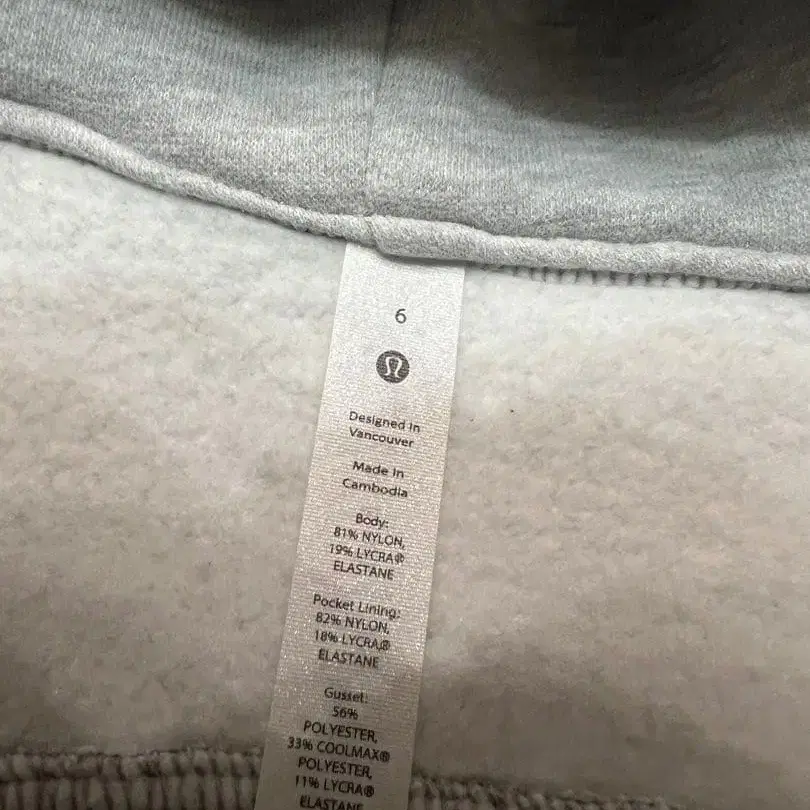 6
Designed in
Vancouver
Made in
Cambodia
Body:
81% NYLON,
19% LYCRA®
ELASTANE
Pocket Lining:
82% NYLON,
18% LYCRA®
ELASTANE
Gusset:
56%
POLYESTER,
33% COOLMAX®
POLYESTER,
11% LYCRA®
ELASTANE